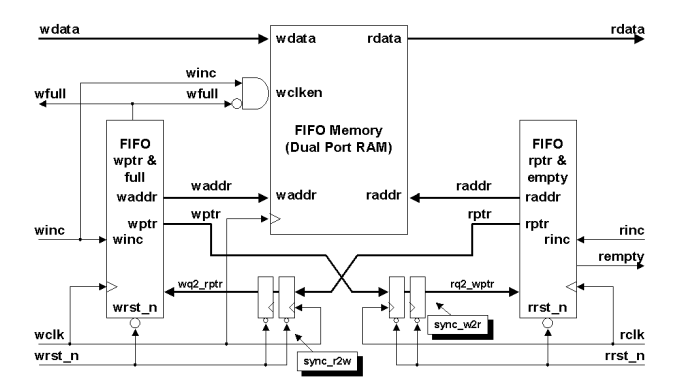 wdata
rdata
wdata
rdata
winc
wclken
wfull
wfull
FIFO
wptr &
full
FIFO Memory
(Dual Port RAM)
FIFO
rptr &
empty
waddr
waddr
waddr
raddr
raddr
raddr
wptr
wptr
rptr
rptr
winc
winc
rinc
rinc
rempty
wq2_rptr
rq2_wptr
wrst_n
rrst_n
sync_w2r
wclk
rclk
wrst_n
sync_r2w
rrst_n